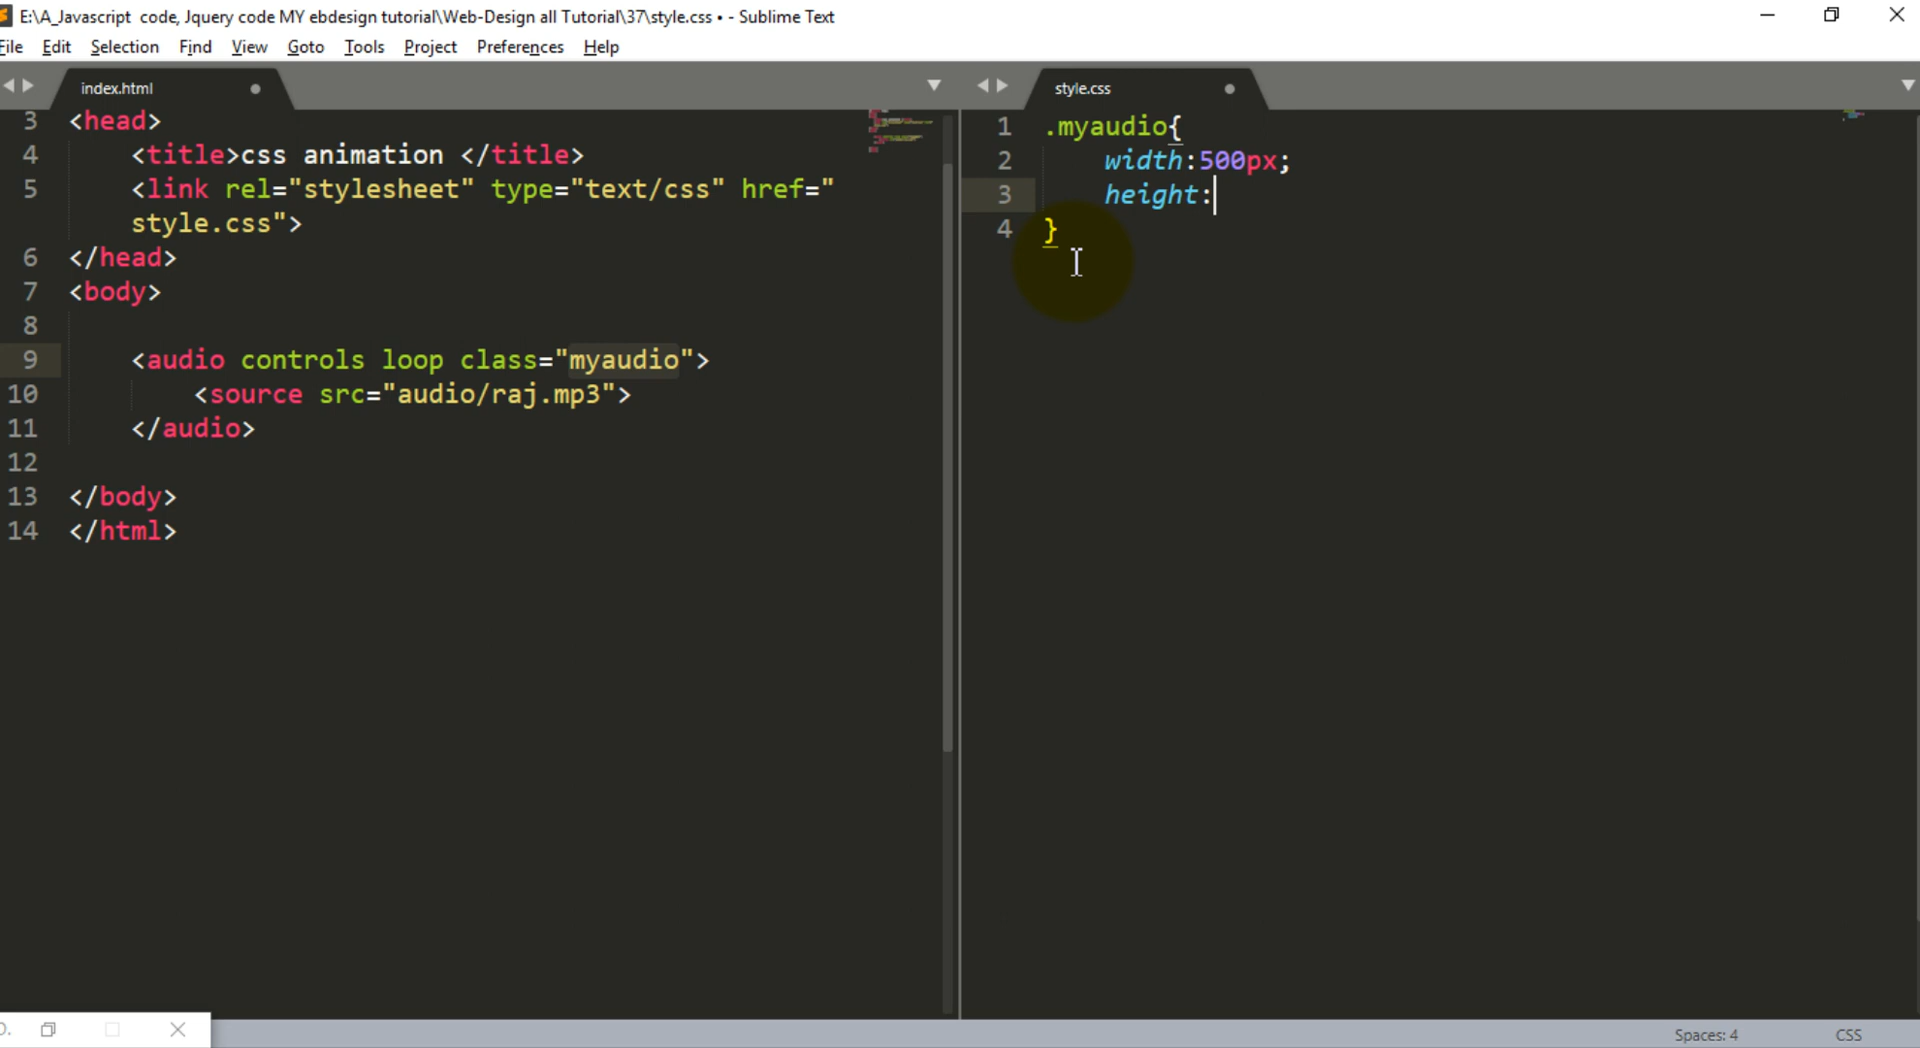 E:\A_Javascript  code, Jquery code MY ebdesign tutorial\Web-Design all Tutorial\37\style.css • - Sublime Text
File Edit Selection Find View Goto Tools Project Preferences Help
index.html
3 <head>
4 <title>css animation </title>
5 <link rel="stylesheet" type="text/css" href="
style.css">
6 </head>
7 <body>
8
9 <audio controls loop class="myaudio">
10 <source src="audio/raj.mp3">
11 </audio>
12
13 </body>
14 </html>
style.css
1 .myaudio{
2 width:500px;
3 height:
4 }
Spaces: 4 CSS